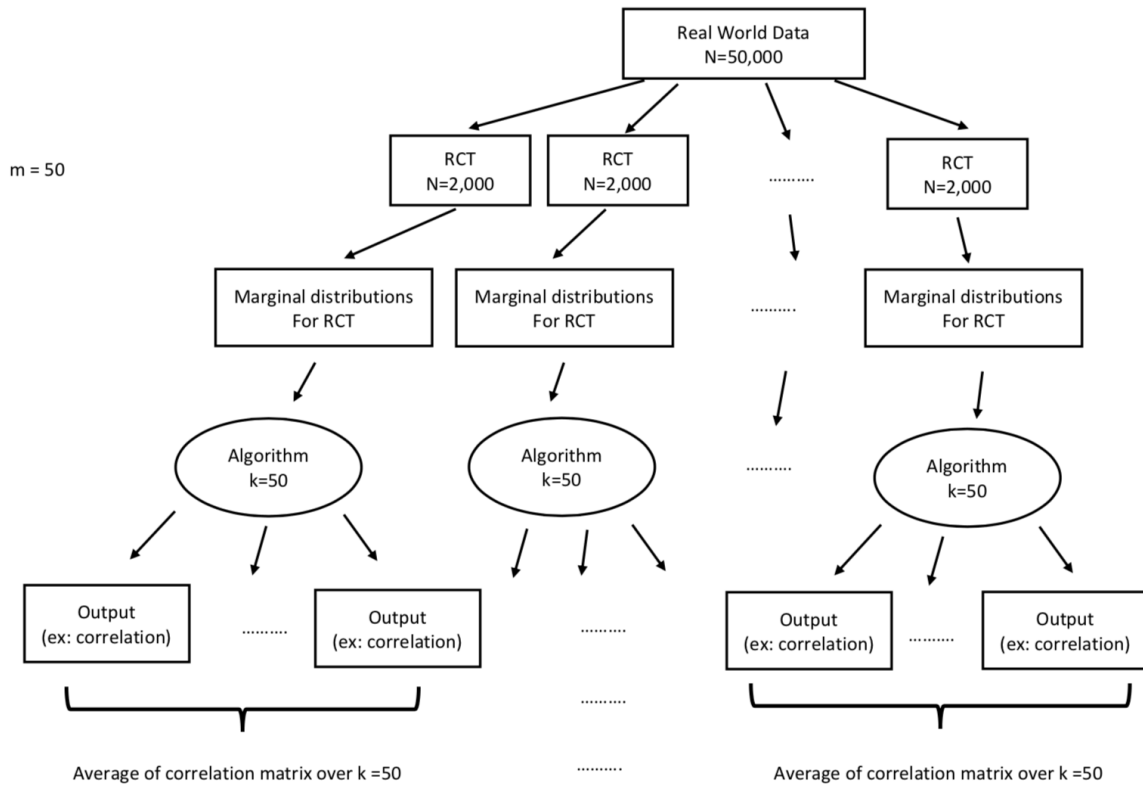 Real World Data
N=50,000
m = 50
RCT
N=2,000
RCT
N=2,000
..........
RCT
N=2,000
Marginal distributions
For RCT
Marginal distributions
For RCT
..........
Marginal distributions
For RCT
Algorithm
k=50
Algorithm
k=50
..........
Algorithm
k=50
Output
(ex: correlation)
..........
Output
(ex: correlation)
..........
Output
(ex: correlation)
..........
Output
(ex: correlation)
..........
Average of correlation matrix over k =50
..........
Average of correlation matrix over k =50